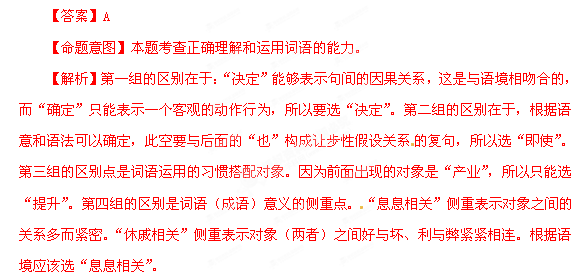 【答案】A
【命题意图】本题考查正确理解和运用词语的能力。
【解析】第一组的区别在于：“决定”能够表示句间的因果关系，这是与语境相吻合的，
而“确定”只能表示一个客观的动作行为，所以要选“决定”。第二组的区别在于，根据语
意和语法可以确定，此空要与后面的“也”构成让步性假设关系的复句，所以选“即使”。
第三组的区别点是词语运用的习惯搭配对象。因为前面出现的对象是“产业”，所以只能选
“提升”。第四组的区别是词语（成语）意义的侧重点。“息息相关”侧重表示对象之间的
关系多而紧密。“休戚相关”侧重表示对象（两者）之间好与坏、利与弊紧紧相连。根据语
境应该选“息息相关”。